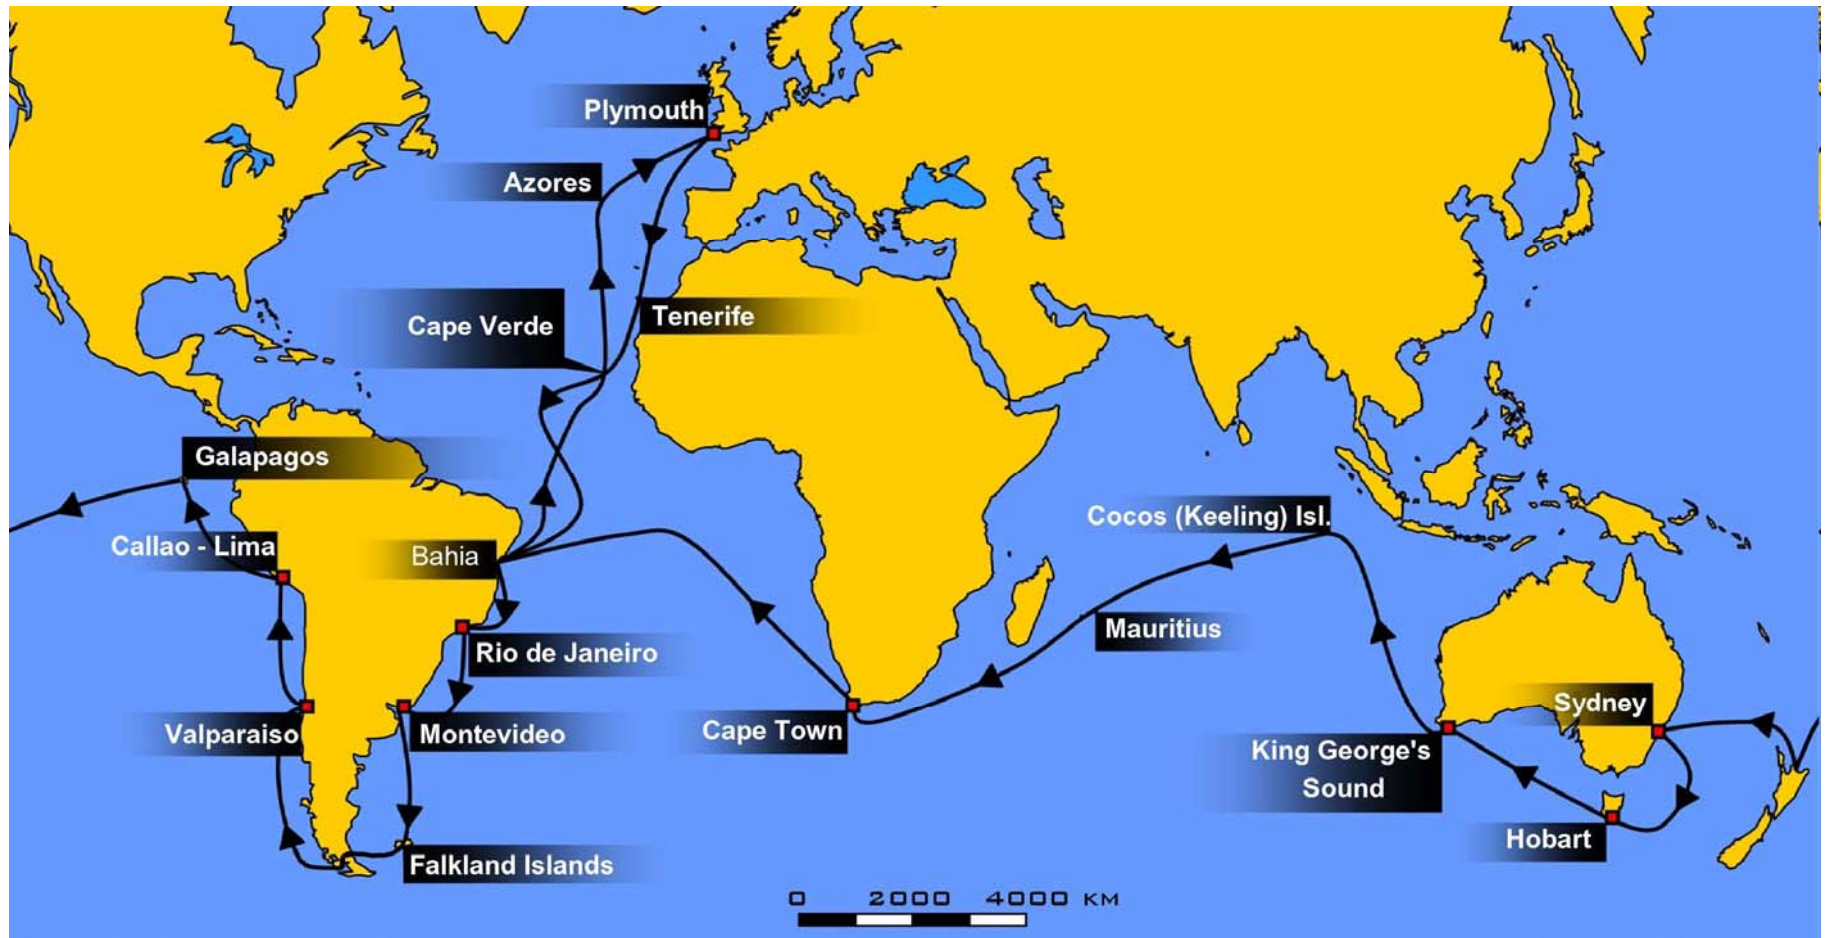 Plymouth
Azores
Cape Verde
Tenerife
Galapagos
Callao - Lima
Bahia
Cocos (Keeling) Isl.
Mauritius
Rio de Janeiro
Valparaiso
Montevideo
Cape Town
Sydney
King George's
Sound
Hobart
Falkland Islands
0 2000 4000 KM